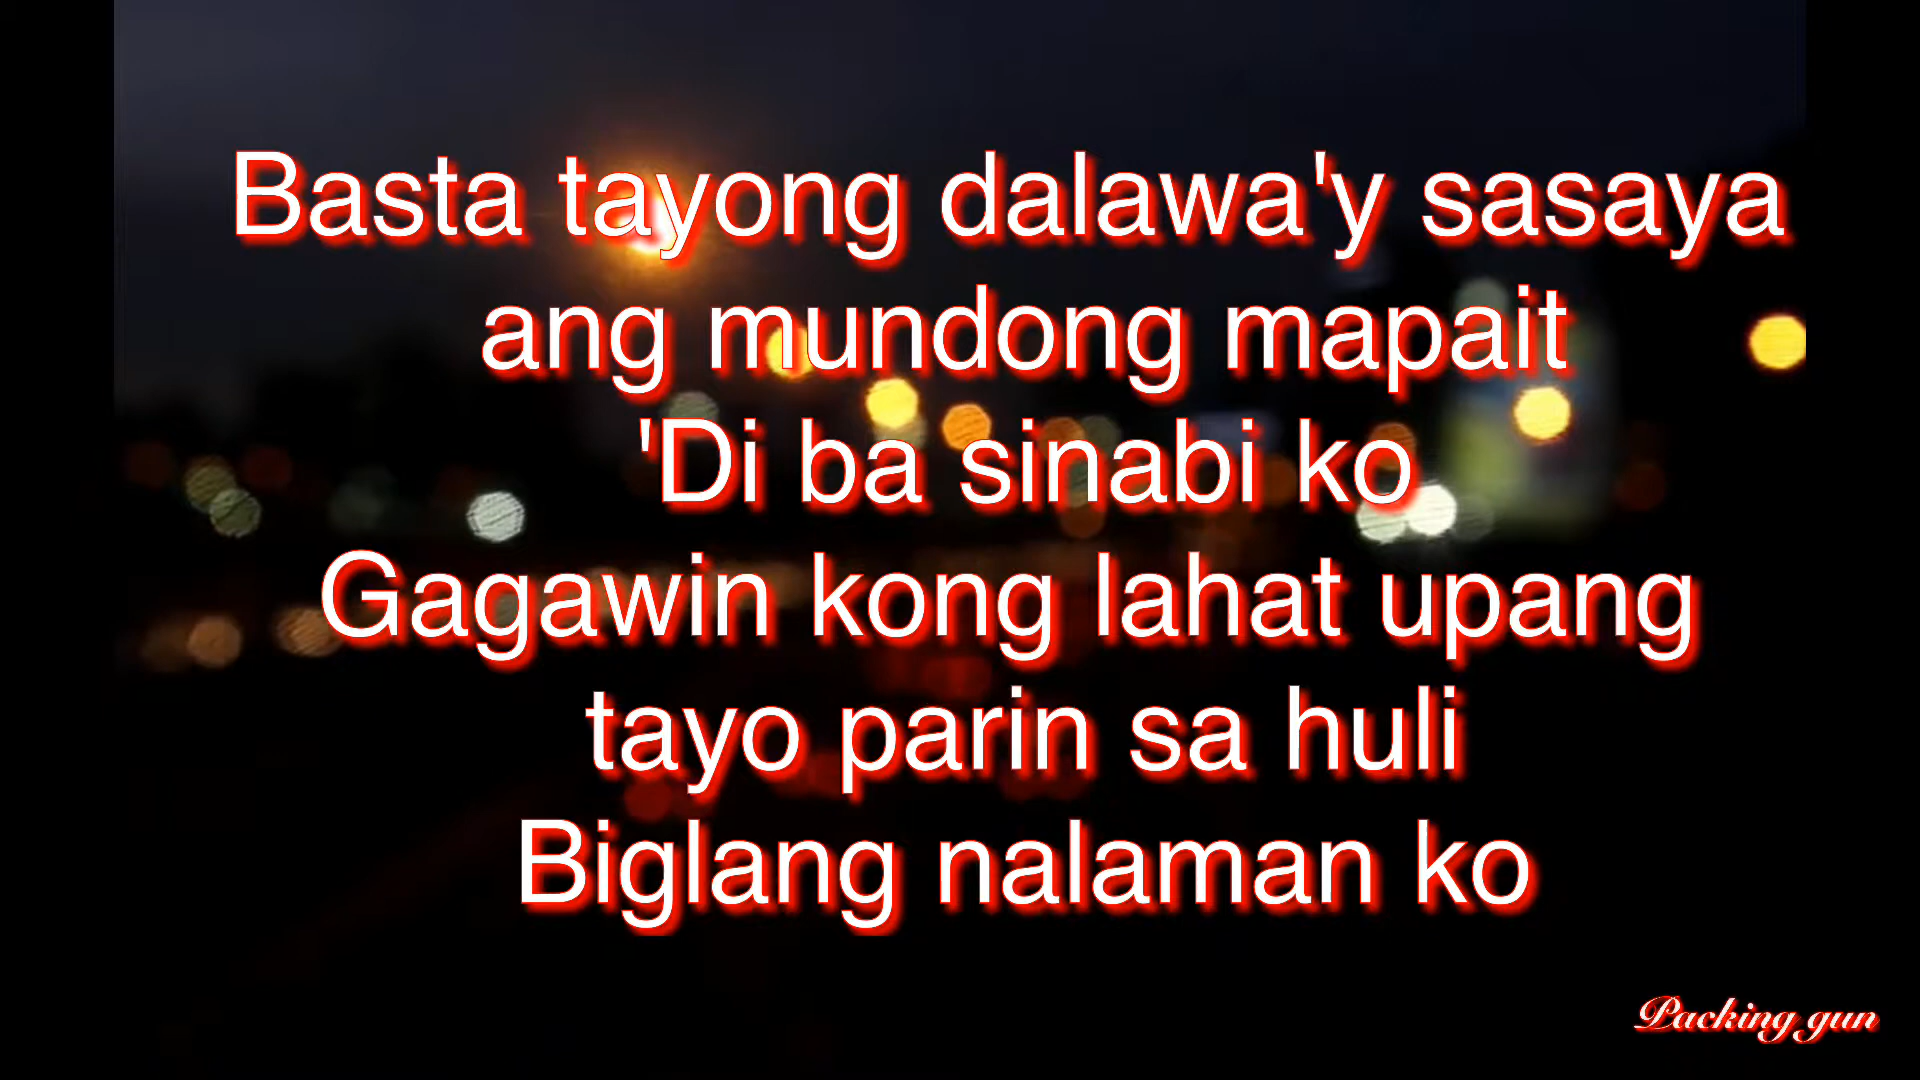 Basta tayong dalawa'y sasaya
ang mundong mapait
'Di ba sinabi ko
Gagawin kong lahat upang
tayo parin sa huli
Biglang nalaman ko
Packing gun